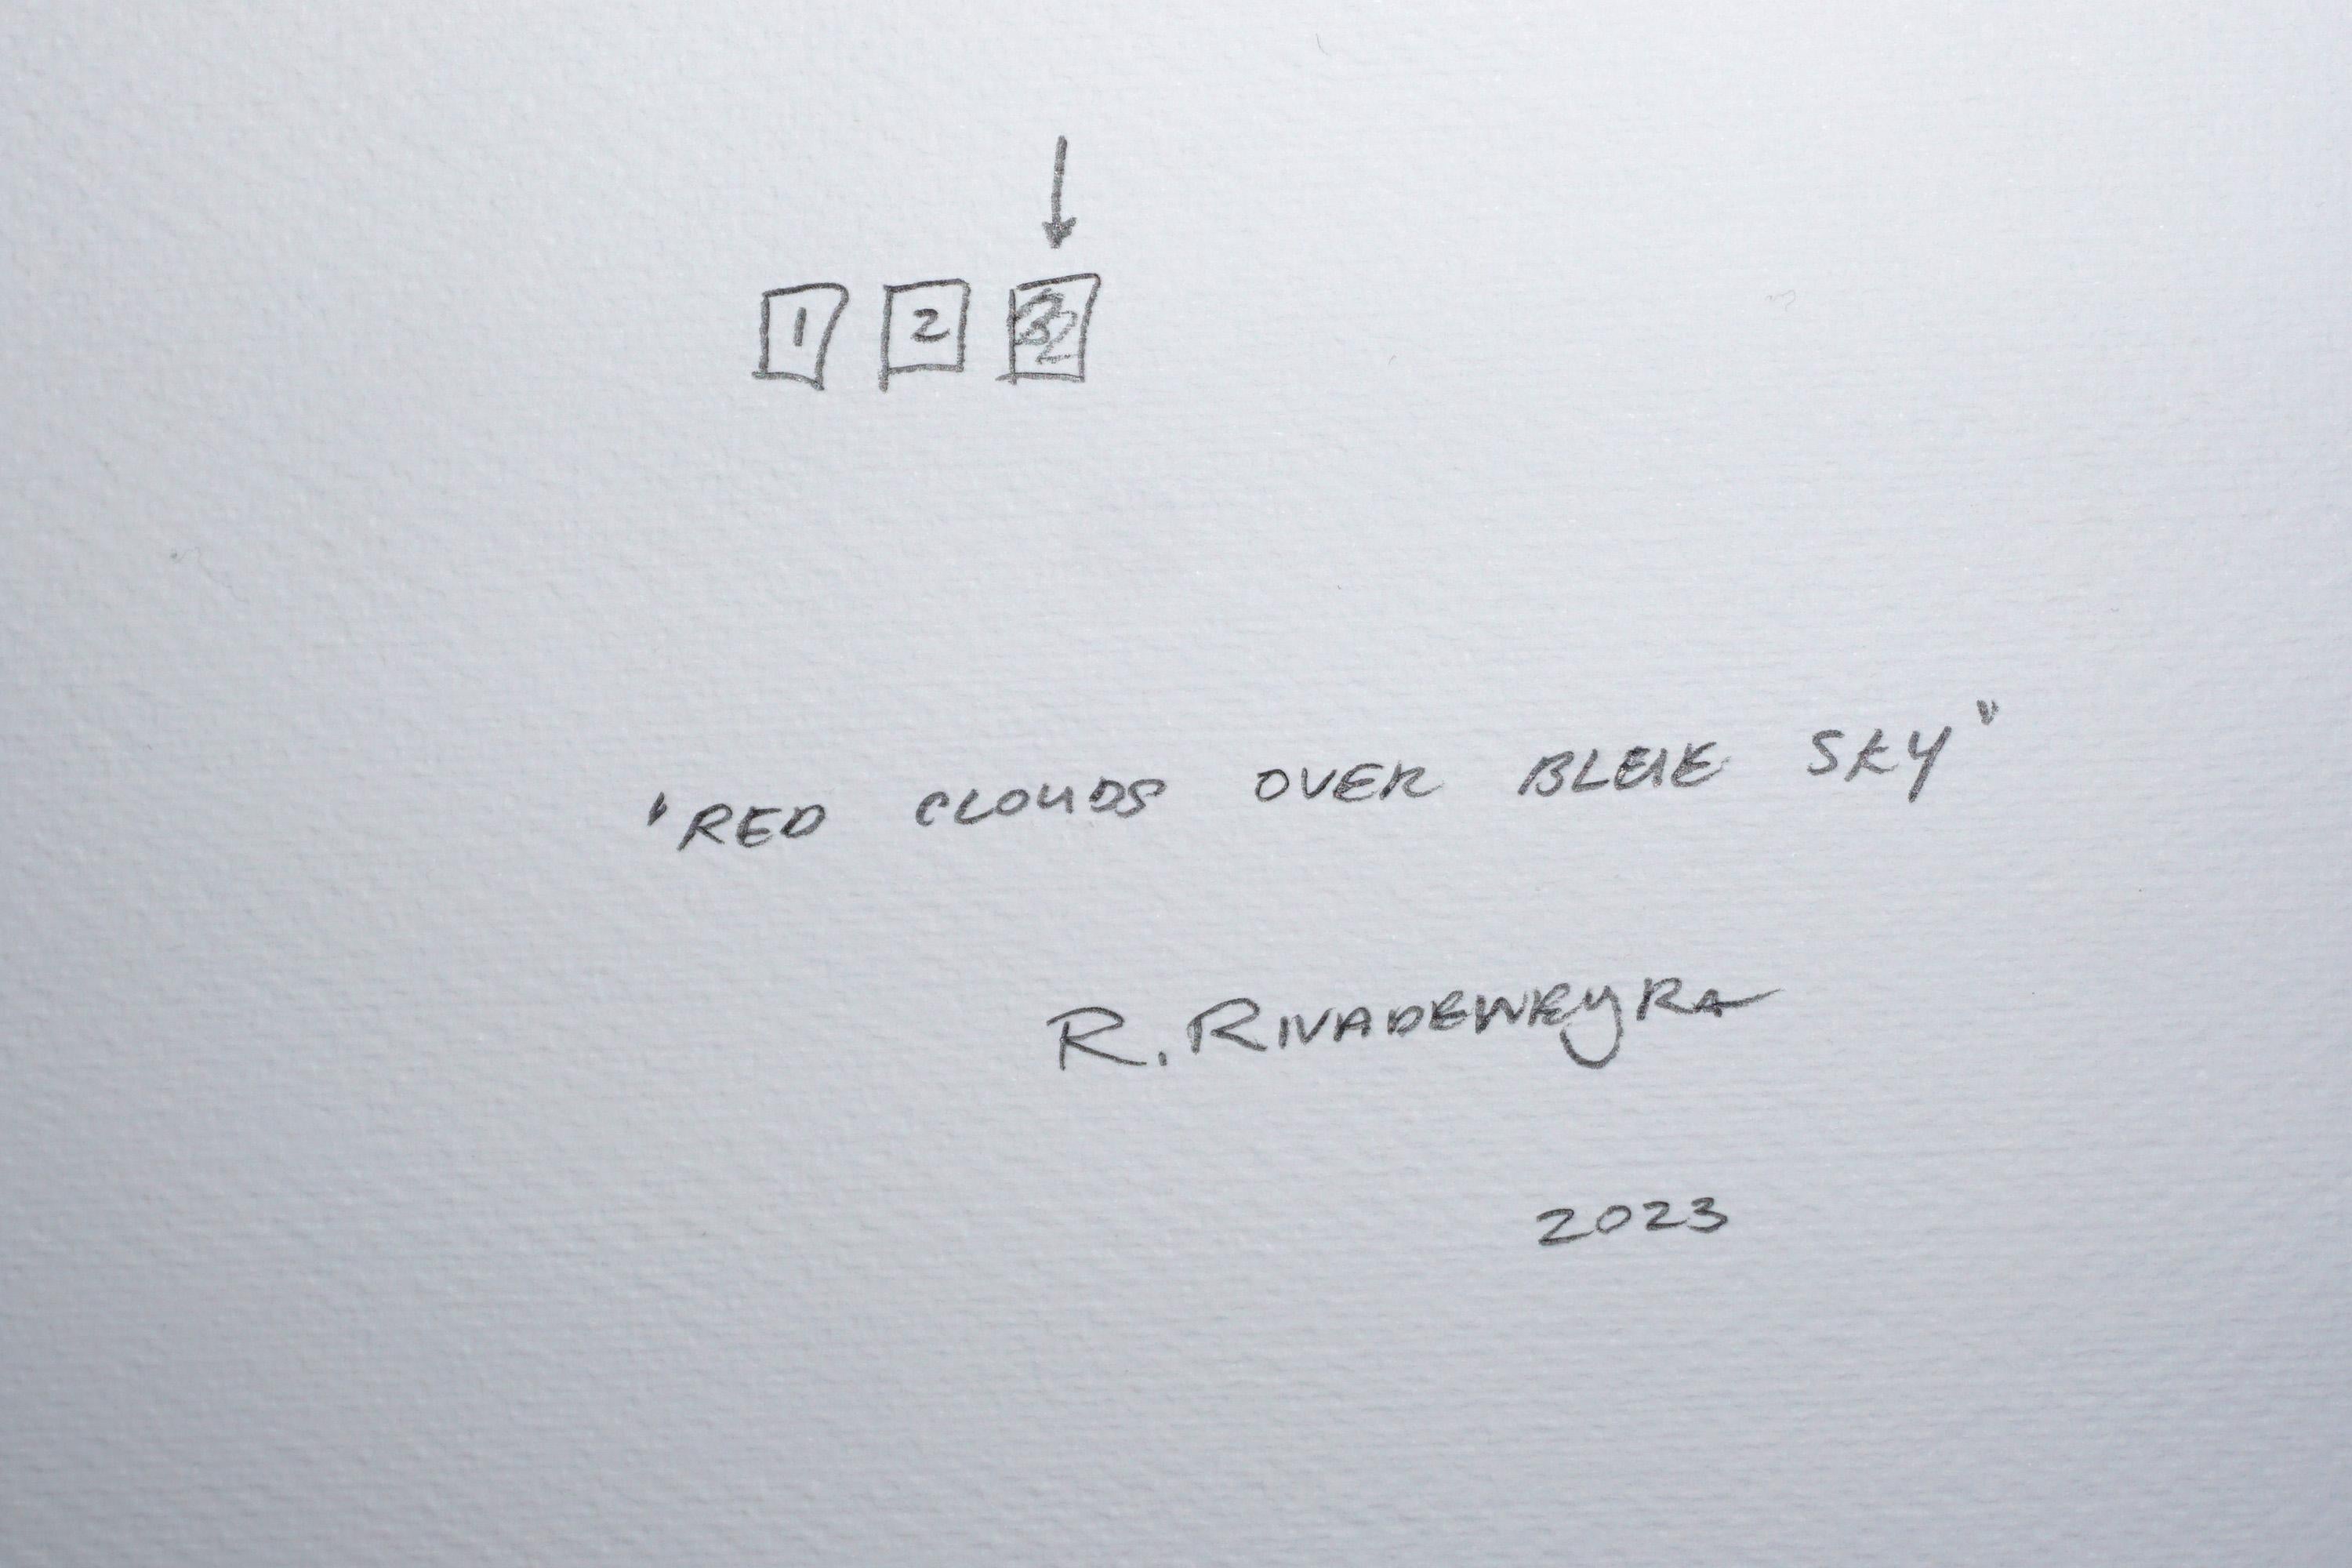 1 2 3
"RED CLOUDS OVER BLUE SKY"
R. RIVADENEYRA
2023